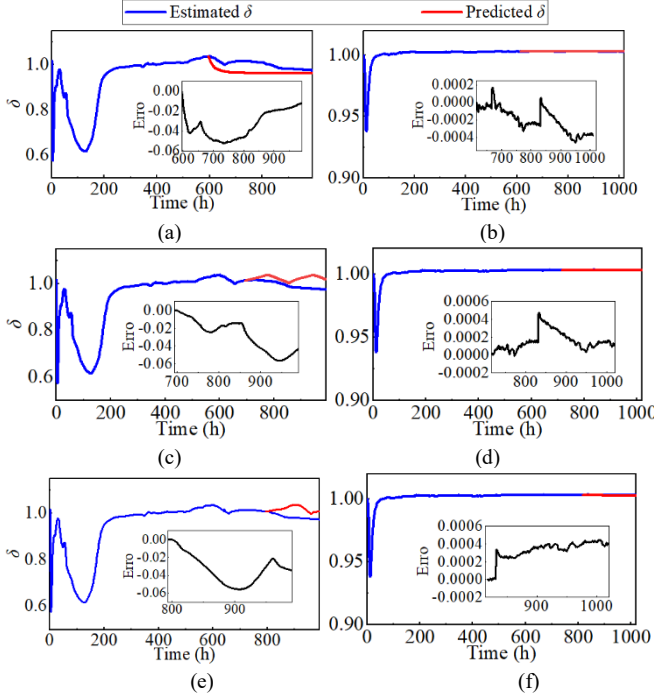 Estimated δ
Predicted δ
δ
1.0
0.8
0.6
Erro
0.00
-0.02
-0.04
-0.06
600 700 800 900
0 200 400 600 800
Time (h)
(a)
1.00
0.95
0.90
Erro
0.0002
0.0000
-0.0002
-0.0004
700 800 900 1000
0 200 400 600 800 1000
Time (h)
(b)
δ
1.0
0.8
0.6
Erro
0.00
-0.02
-0.04
-0.06
700 800 900
0 200 400 600 800
Time (h)
(c)
1.00
0.95
0.90
Erro
0.0006
0.0004
0.0002
0.0000
-0.0002
800 900 1000
0 200 400 600 800 1000
Time (h)
(d)
δ
1.0
0.8
0.6
Erro
0.00
-0.02
-0.04
-0.06
800 900
0 200 400 600 800
Time (h)
(e)
1.00
0.95
0.90
Erro
0.0006
0.0004
0.0002
0.0000
900 1000
0 200 400 600 800 1000
Time (h)
(f)